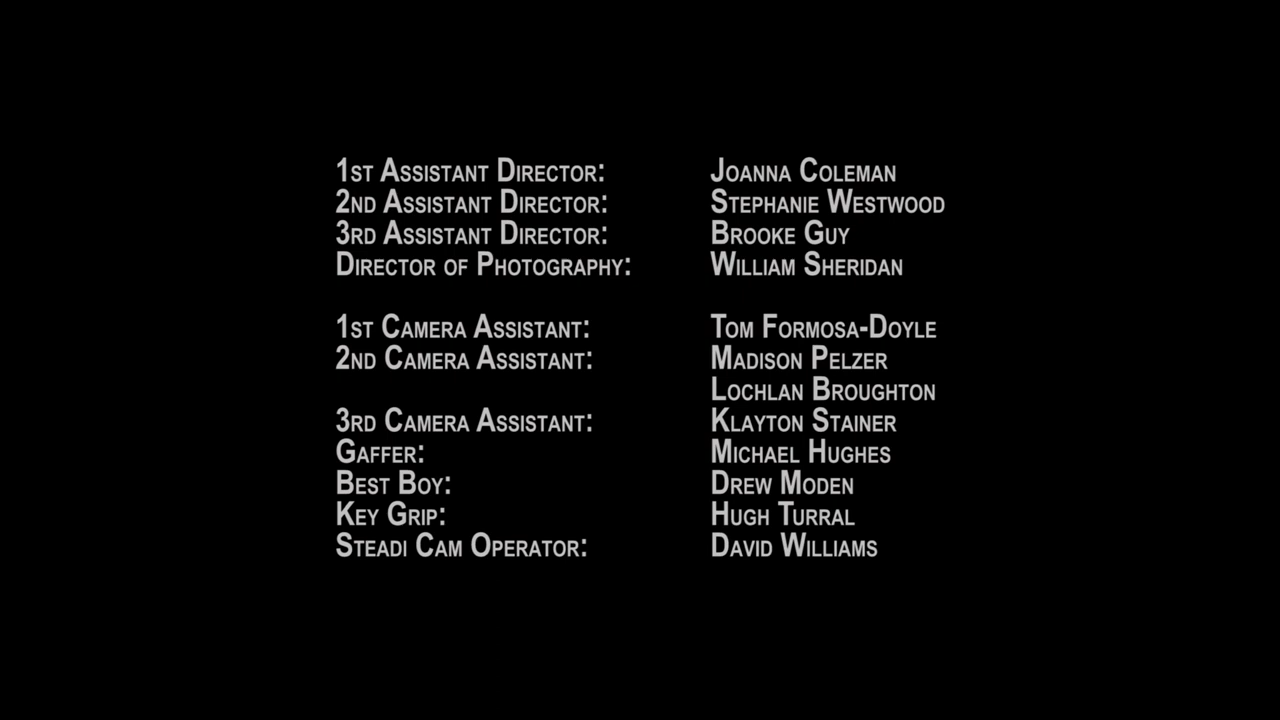 1st Assistant Director: Joanna Coleman
2nd Assistant Director: Stephanie Westwood
3rd Assistant Director: Brooke Guy
Director of Photography: William Sheridan
1st Camera Assistant: Tom Formosa-Doyle
2nd Camera Assistant: Madison Pelzer
Lochlan Broughton
3rd Camera Assistant: Klayton Stainer
Gaffer: Michael Hughes
Best Boy: Drew Moden
Key Grip: Hugh Turral
Steadi Cam Operator: David Williams